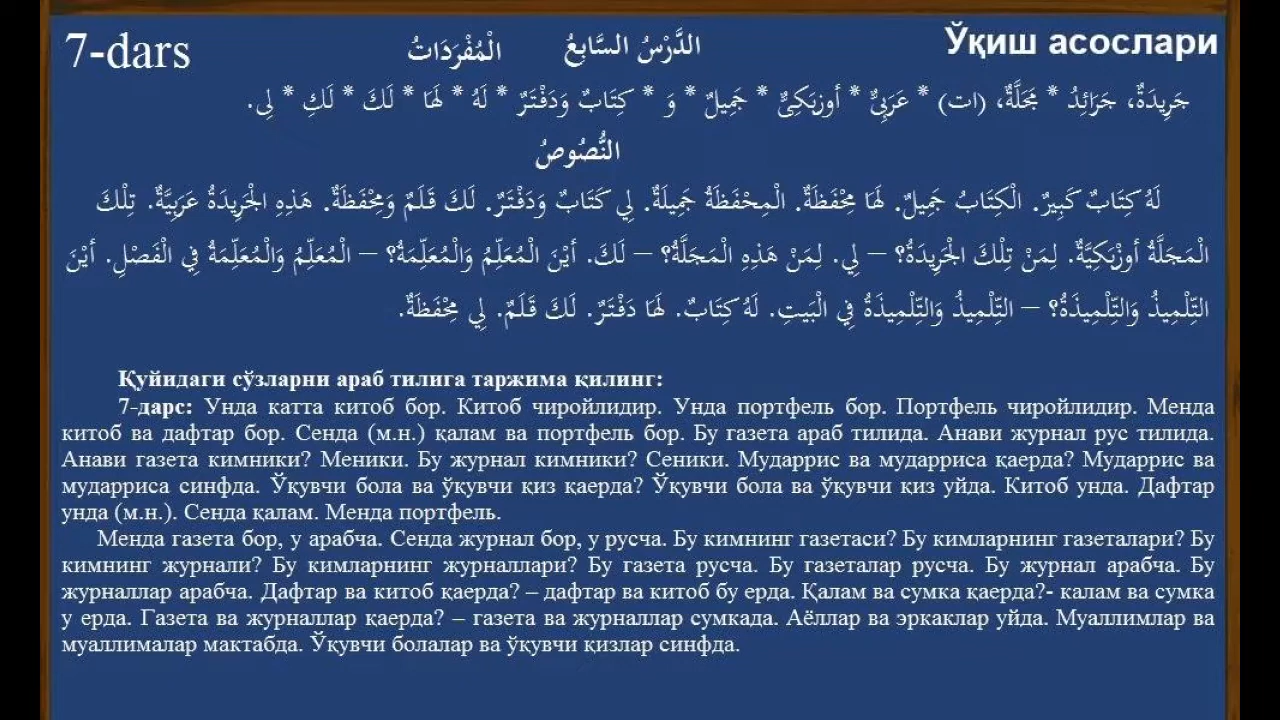 7-dars
الدَّرْسُ السَّابِعُ الْمُفْرَدَاتُ
Ўқиш асослари
جَرِيدَةٌ، جَرَائِدُ * مَجَلَّةٌ، (ات) * عَرَبِىٌّ * أوزبَكِىٌّ * جَمِيلٌ * وَ * كِتَابٌ وَدَفْتَرٌ * لَهُ * لَهَا * لَكَ * لَكِ * لِى.
النُّصُوصُ
لَهُ كِتَابٌ كَبِيرٌ. الْكِتَابُ جَمِيلٌ. لَهَا مِحْفَظَةٌ. الْمِحْفَظَةُ جَمِيلَةٌ. لِي كَتَابٌ وَدَفْتَرٌ. لَكَ قَلَمٌ وَمِحْفَظَةٌ. هَذِهِ الْجَرِيدَةُ عَرَبِيَّةٌ. تِلْكَ
الْمَجَلَّةُ أوزْبَكِيَّةٌ. لِمَنْ تِلْكَ الْجَرِيدَةُ؟ – لِي. لِمَنْ هَذِهِ الْمَجَلَّةُ؟ – لَكَ. أيْنَ الْمُعَلِّمُ وَالْمُعَلِّمَةُ؟ – الْمُعَلِّمُ وَالْمُعَلِّمَةُ فِي الْفَصْلِ. أيْنَ
التِّلْمِيذُ وَالتِّلْمِيذَةُ؟ – التِّلْمِيذُ وَالتِّلْمِيذَةُ فِي الْبَيتِ. لَهُ كِتَابٌ. لَهَا دَفْتَرٌ. لَكَ قَلَمٌ. لِي مِحْفَظَةٌ.
Қуйидаги сўзларни араб тилига таржима қилинг:
7-дарс: Унда катта китоб бор. Китоб чиройлидир. Унда портфель бор. Портфель чиройлидир. Менда
китоб ва дафтар бор. Сенда (м.н.) қалам ва портфель бор. Бу газета араб тилида. Анави журнал рус тилида.
Анави газета кимники? Меники. Бу журнал кимники? Сеники. Мударрис ва мударриса қаерда? Мударрис ва
мударриса синфда. Ўқувчи бола ва ўқувчи қиз қаерда? Ўқувчи бола ва ўқувчи қиз уйда. Китоб унда. Дафтар
унда (м.н.). Сенда қалам. Менда портфель.
Менда газета бор, у арабча. Сенда журнал бор, у русча. Бу кимнинг газетаси? Бу кимларнинг газеталари? Бу
кимнинг журнали? Бу кимларнинг журналлари? Бу газета русча. Бу газеталар русча. Бу журнал арабча. Бу
журналлар арабча. Дафтар ва китоб қаерда? – дафтар ва китоб бу ерда. Қалам ва сумка қаерда?- калам ва сумка
у ерда. Газета ва журналлар қаерда? – газета ва журналлар сумкада. Аёллар ва эркаклар уйда. Муаллимлар ва
муаллималар мактабда. Ўқувчи болалар ва ўқувчи қизлар синфда.